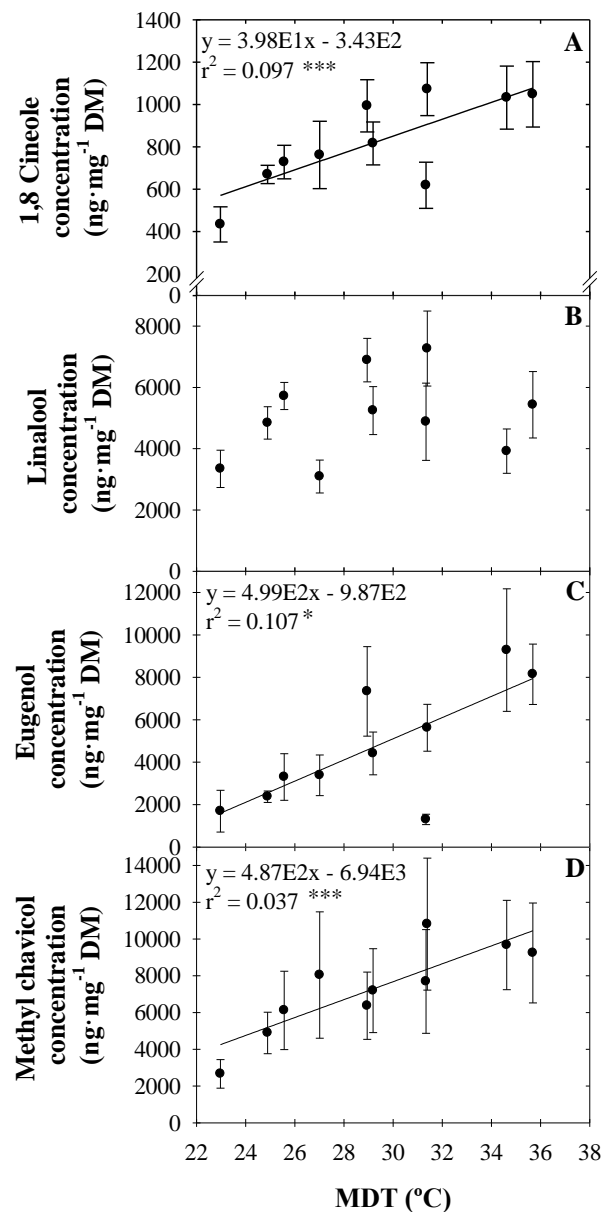 1400
1200
1000
800
600
400
200
0
y = 3.98E1x - 3.43E2
r² = 0.097 ***
A
1,8 Cineole
concentration
(ng·mg⁻¹ DM)
8000
6000
4000
2000
0
B
Linalool
concentration
(ng·mg⁻¹ DM)
12000
10000
8000
6000
4000
2000
0
y = 4.99E2x - 9.87E2
r² = 0.107 *
C
Eugenol
concentration
(ng·mg⁻¹ DM)
14000
12000
10000
8000
6000
4000
2000
0
y = 4.87E2x - 6.94E3
r² = 0.037 ***
D
Methyl chavicol
concentration
(ng·mg⁻¹ DM)
22 24 26 28 30 32 34 36 38
MDT (ºC)